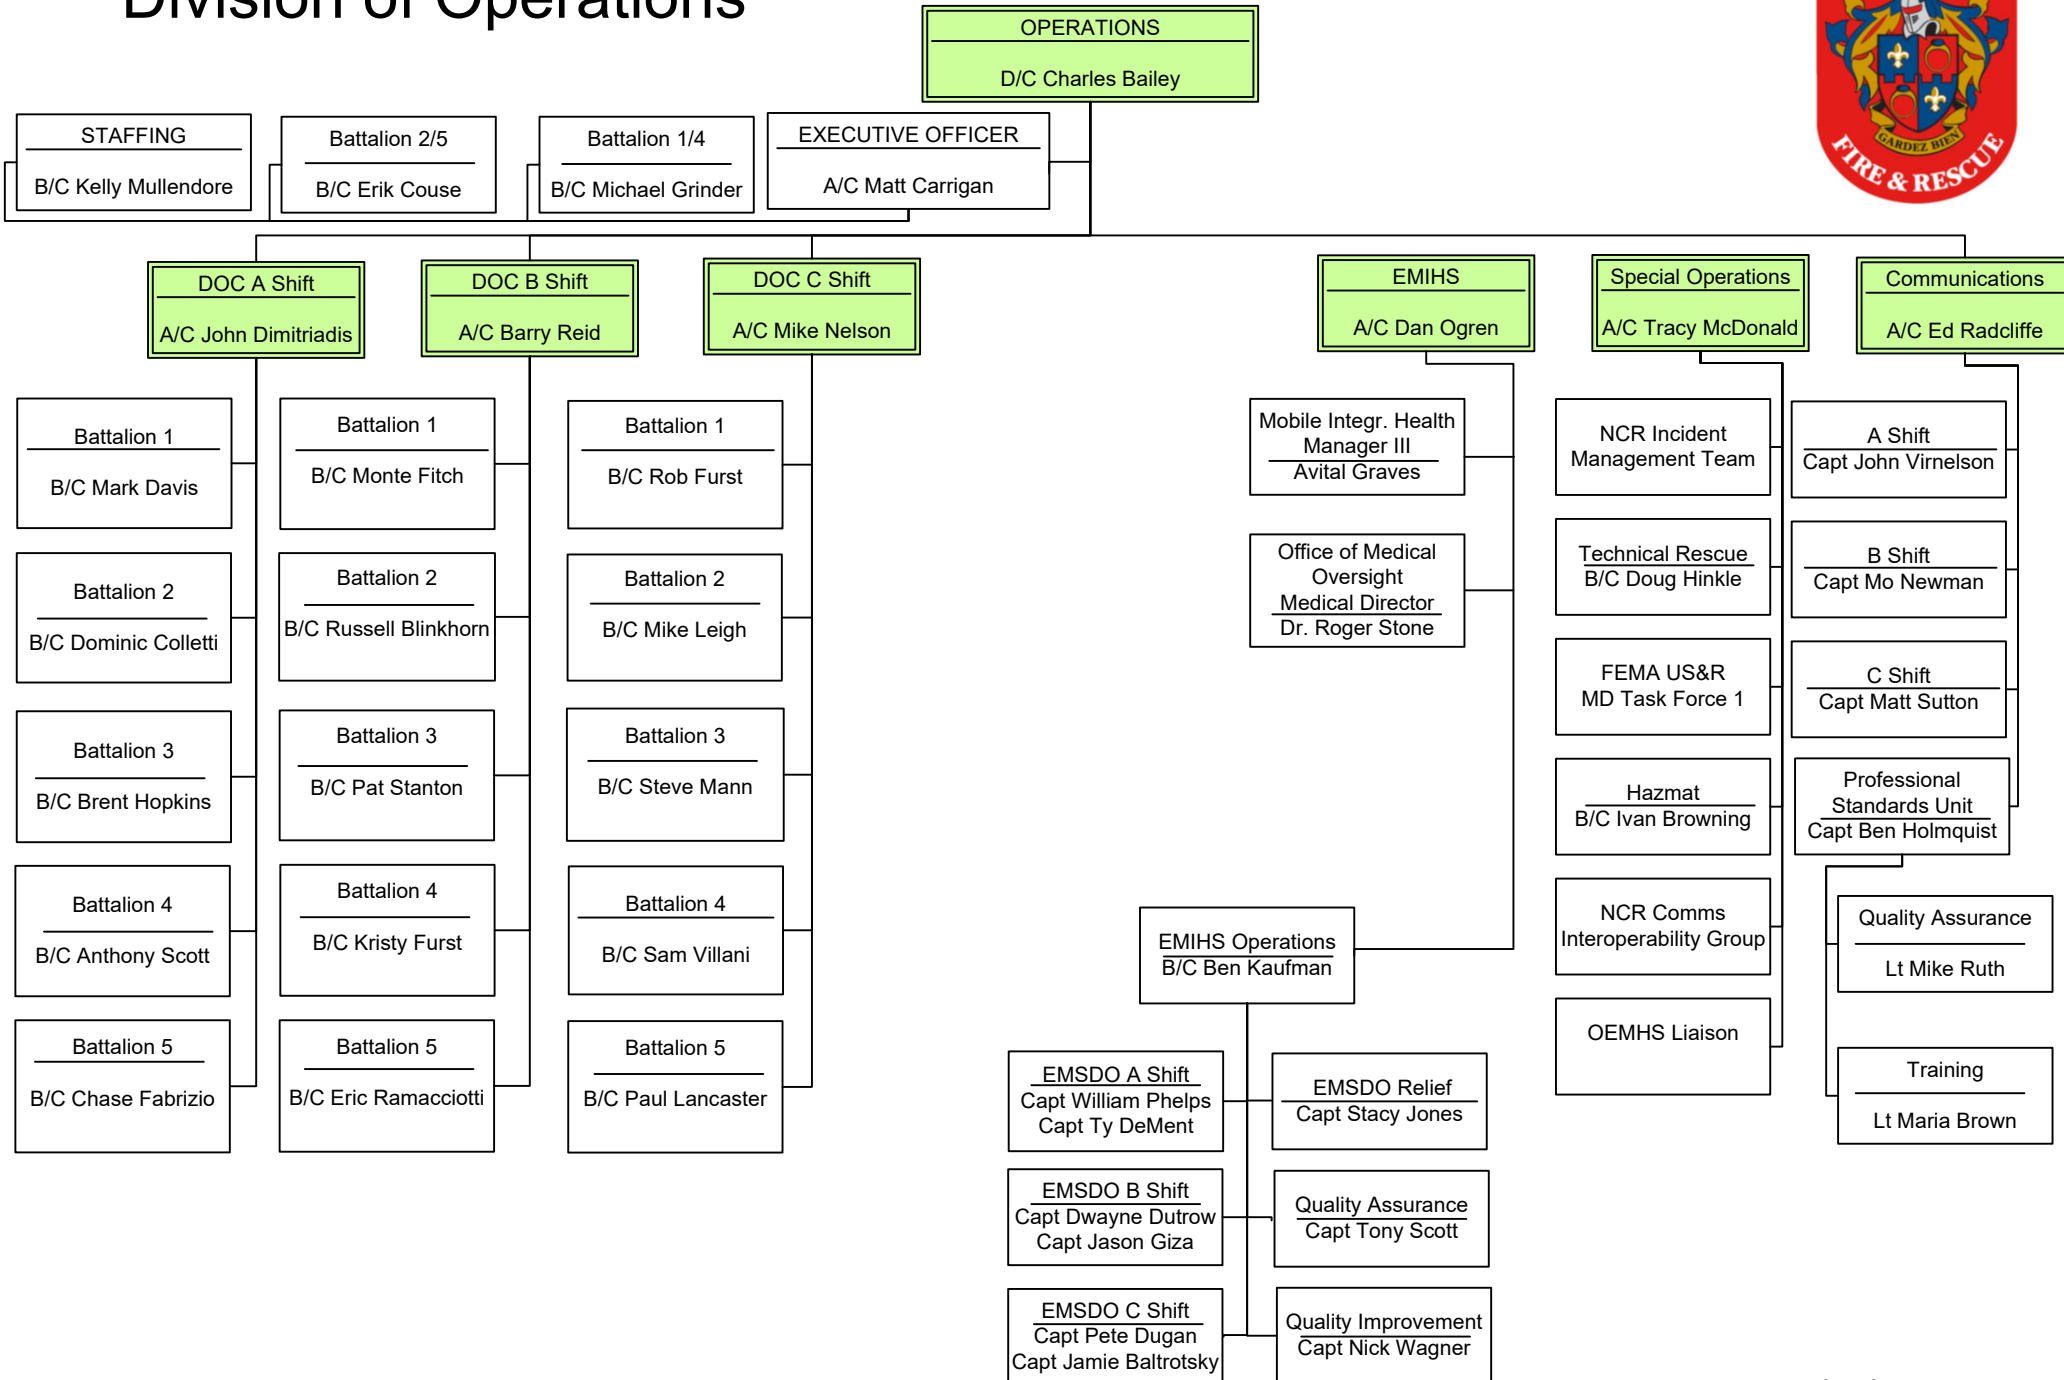 Division of Operations
OPERATIONS
D/C Charles Bailey
GARDEZ BIEN
FIRE & RESCUE
STAFFING
B/C Kelly Mullendore
Battalion 2/5
B/C Erik Couse
Battalion 1/4
B/C Michael Grinder
EXECUTIVE OFFICER
A/C Matt Carrigan
DOC A Shift
A/C John Dimitriadis
DOC B Shift
A/C Barry Reid
DOC C Shift
A/C Mike Nelson
EMIHS
A/C Dan Ogren
Special Operations
A/C Tracy McDonald
Communications
A/C Ed Radcliffe
Battalion 1
B/C Mark Davis
Battalion 2
B/C Dominic Colletti
Battalion 3
B/C Brent Hopkins
Battalion 4
B/C Anthony Scott
Battalion 5
B/C Chase Fabrizio
Battalion 1
B/C Monte Fitch
Battalion 2
B/C Russell Blinkhorn
Battalion 3
B/C Pat Stanton
Battalion 4
B/C Kristy Furst
Battalion 5
B/C Eric Ramacciotti
Battalion 1
B/C Rob Furst
Battalion 2
B/C Mike Leigh
Battalion 3
B/C Steve Mann
Battalion 4
B/C Sam Villani
Battalion 5
B/C Paul Lancaster
Mobile Integr. Health
Manager III
Avital Graves
Office of Medical
Oversight
Medical Director
Dr. Roger Stone
EMIHS Operations
B/C Ben Kaufman
EMSDO A Shift
Capt William Phelps
Capt Ty DeMent
EMSDO B Shift
Capt Dwayne Dutrow
Capt Jason Giza
EMSDO C Shift
Capt Pete Dugan
Capt Jamie Baltrotsky
EMSDO Relief
Capt Stacy Jones
Quality Assurance
Capt Tony Scott
Quality Improvement
Capt Nick Wagner
NCR Incident
Management Team
Technical Rescue
B/C Doug Hinkle
FEMA US&R
MD Task Force 1
Hazmat
B/C Ivan Browning
NCR Comms
Interoperability Group
OEMHS Liaison
A Shift
Capt John Virnelson
B Shift
Capt Mo Newman
C Shift
Capt Matt Sutton
Professional
Standards Unit
Capt Ben Holmquist
Quality Assurance
Lt Mike Ruth
Training
Lt Maria Brown